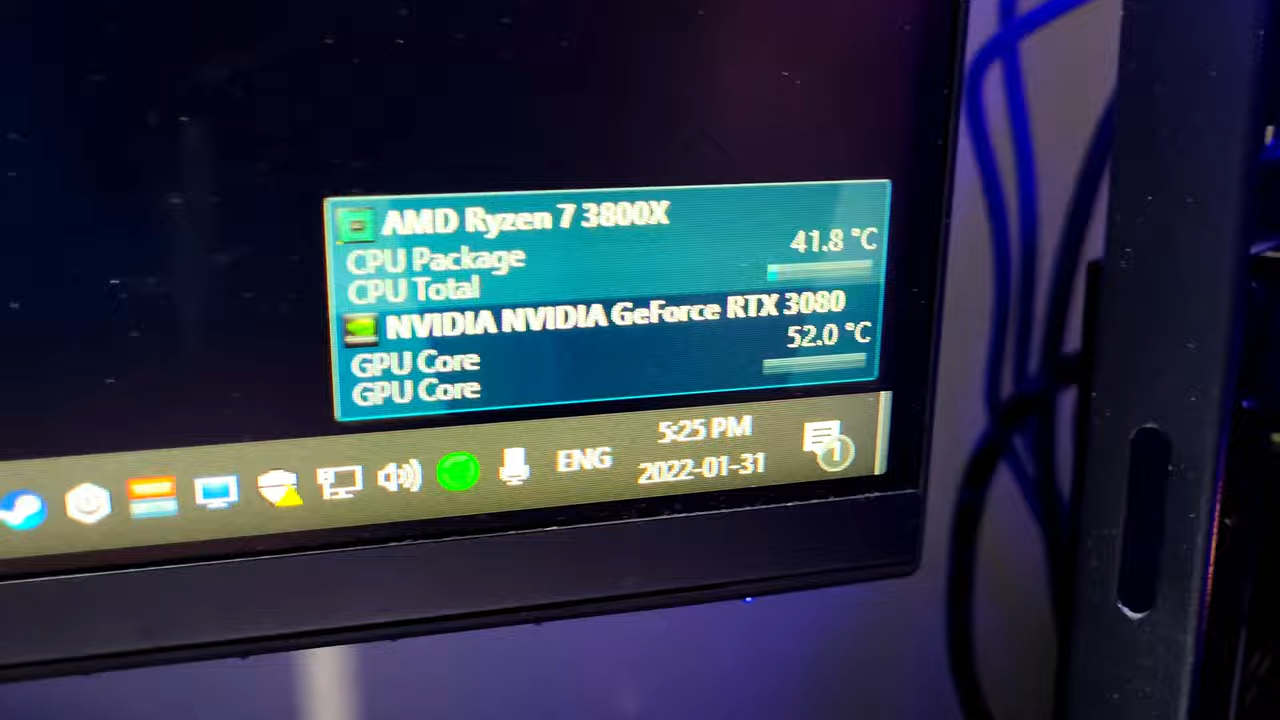 AMD Ryzen 7 3800X
CPU Package 41.8 °C
CPU Total
NVIDIA NVIDIA GeForce RTX 3080
GPU Core 52.0 °C
GPU Core
ENG
5:25 PM
2022-01-31
1